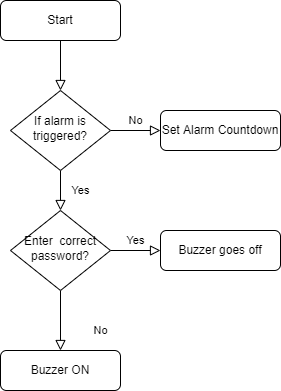 Start
If alarm is
triggered?
No
Set Alarm Countdown
Yes
Enter correct
password?
Yes
Buzzer goes off
No
Buzzer ON